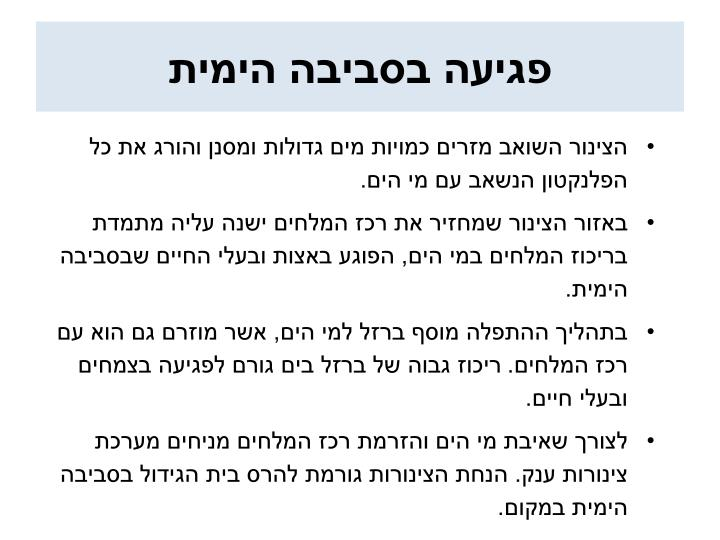 פגיעה בסביבה הימית
• הצינור השואב מזרים כמויות מים גדולות ומסנן והורג את כל
הפלנקטון הנשאב עם מי הים.
• באזור הצינור שמחזיר את רכז המלחים ישנה עליה מתמדת
בריכוז המלחים במי הים, הפוגע באצות ובעלי החיים שבסביבה
הימית.
• בתהליך ההתפלה מוסף ברזל למי הים, אשר מוזרם גם הוא עם
רכז המלחים. ריכוז גבוה של ברזל בים גורם לפגיעה בצמחים
ובעלי חיים.
• לצורך שאיבת מי הים והזרמת רכז המלחים מניחים מערכת
צינורות ענק. הנחת הצינורות גורמת להרס בית הגידול בסביבה
הימית במקום.